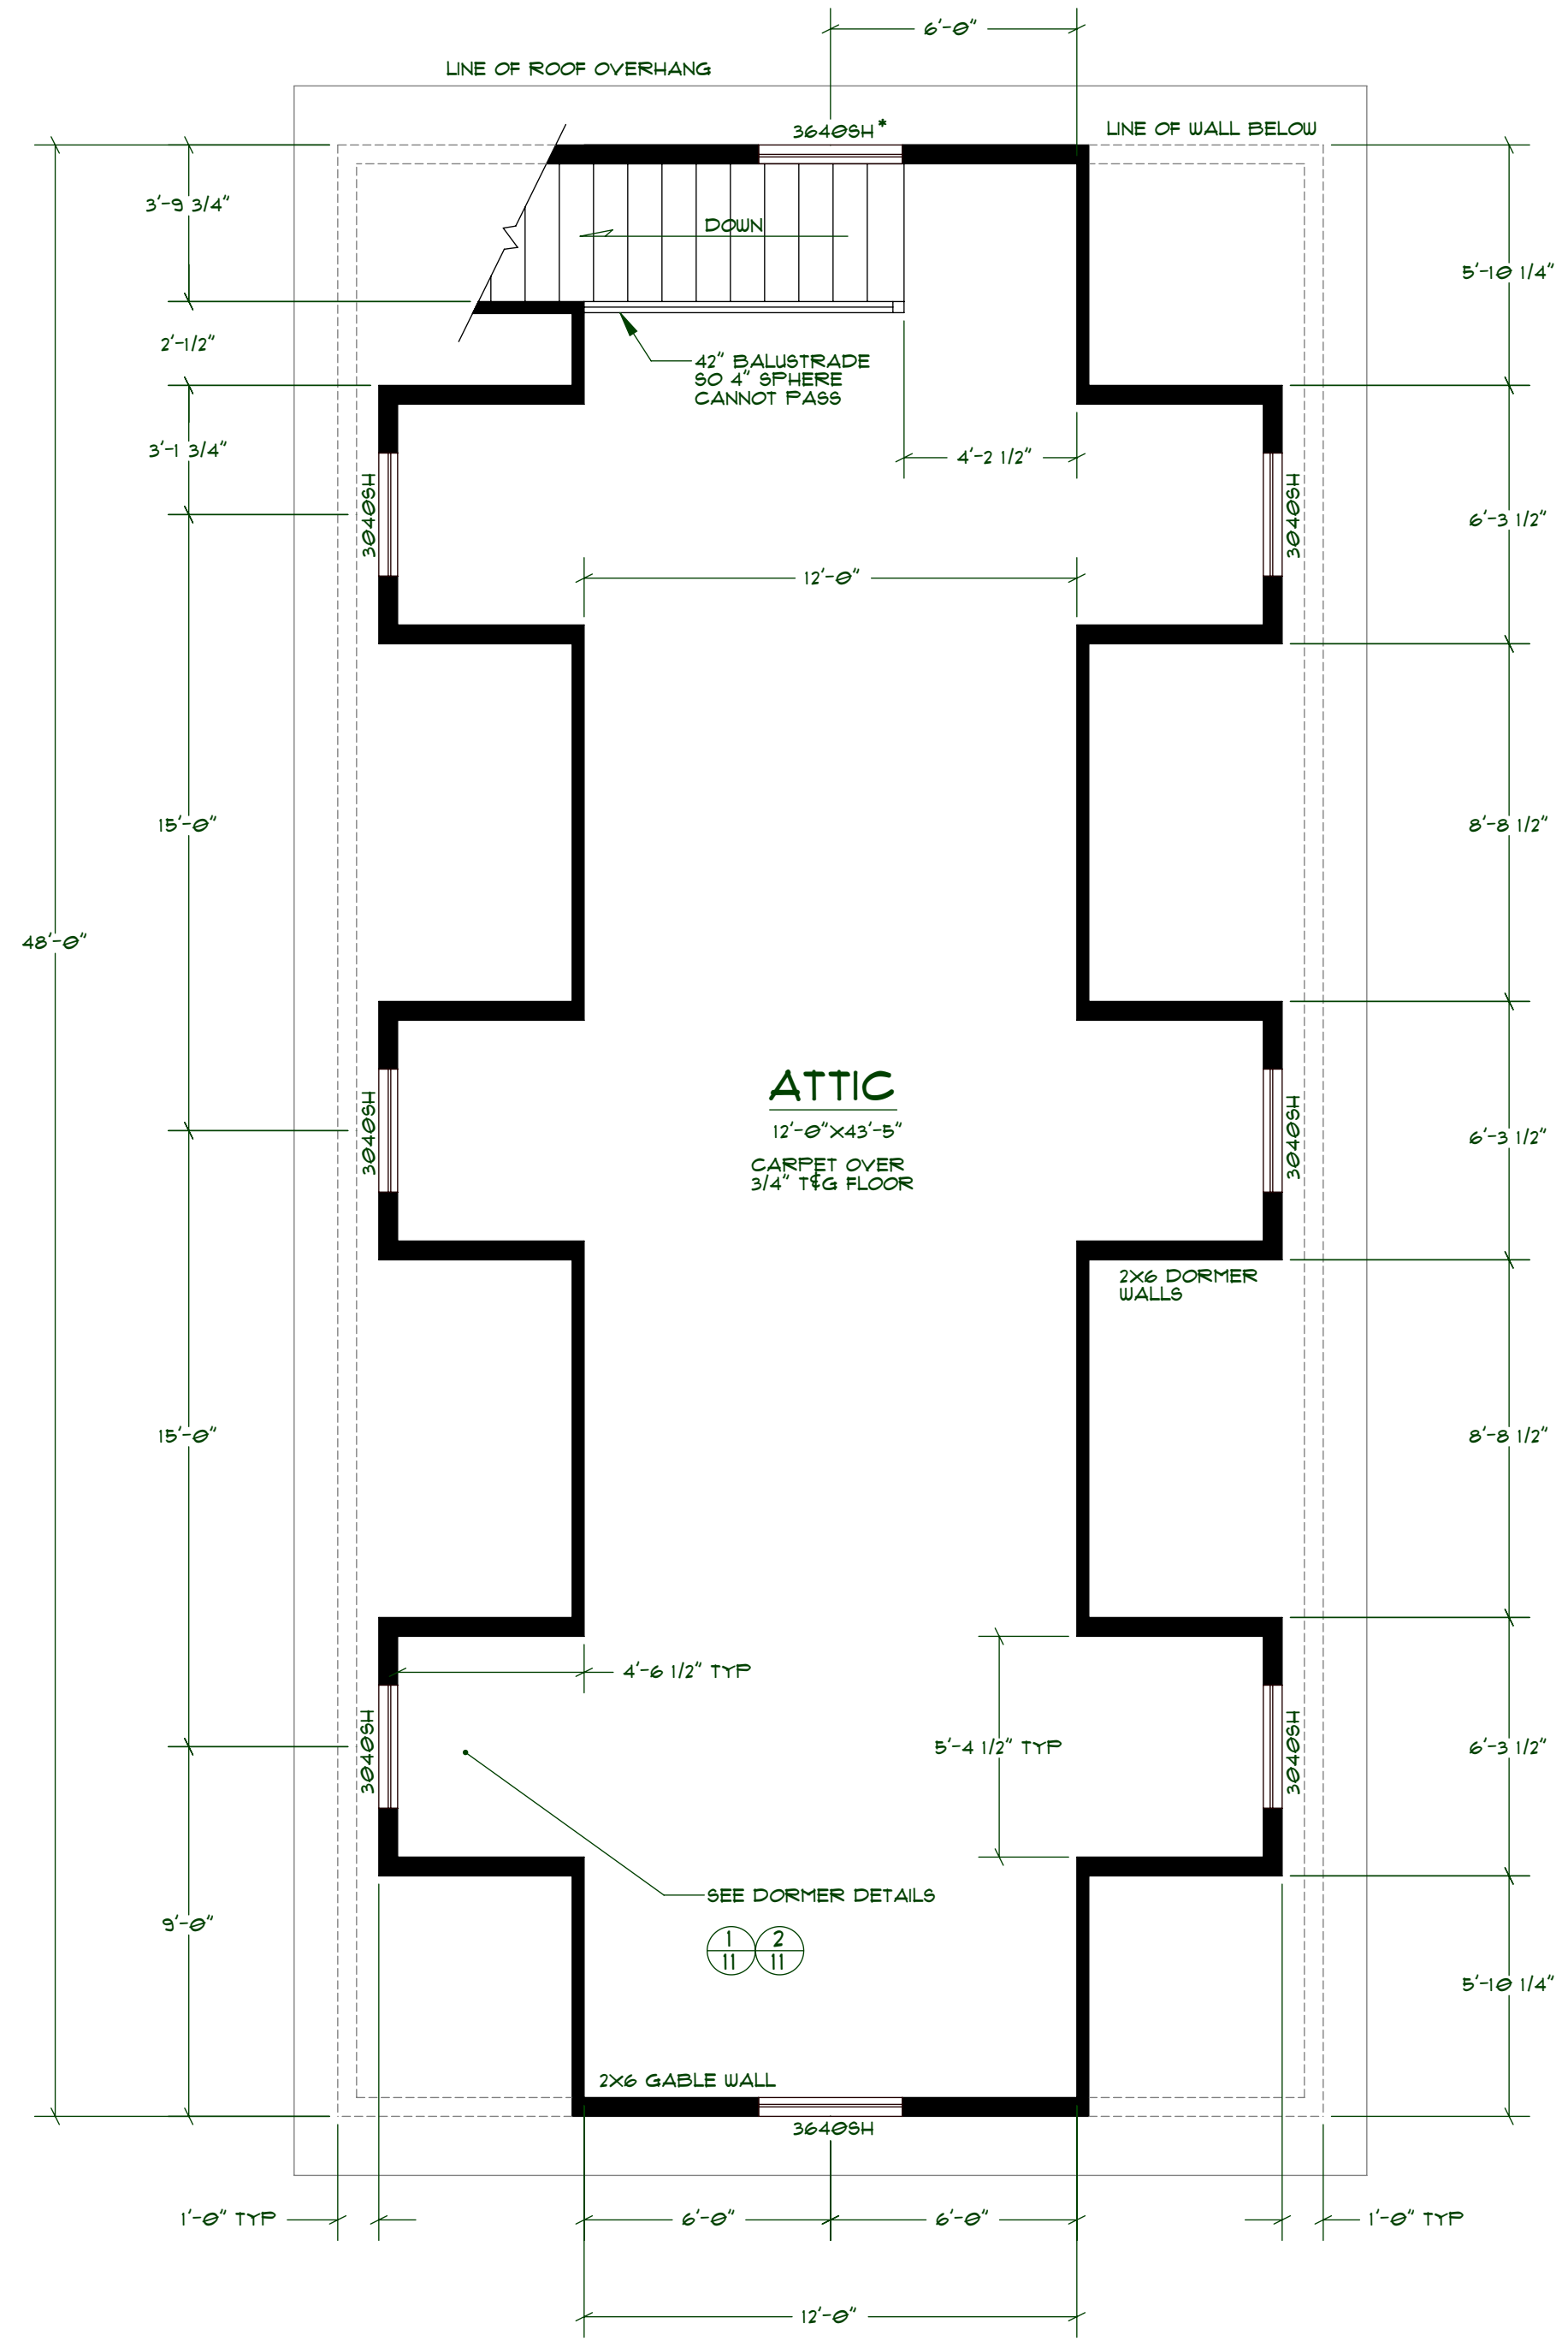 6'-0"
LINE OF ROOF OVERHANG
3640SH*
LINE OF WALL BELOW
3'-9 3/4"
DOWN
5'-10 1/4"
2'-1/2"
42" BALUSTRADE
SO 4" SPHERE
CANNOT PASS
3'-1 3/4"
4'-2 1/2"
3040SH
3040SH
6'-3 1/2"
12'-0"
15'-0"
8'-8 1/2"
48'-0"
ATTIC
12'-0"X43'-5"
3040SH
3040SH
6'-3 1/2"
CARPET OVER
3/4" T&G FLOOR
2X6 DORMER
WALLS
15'-0"
8'-8 1/2"
4'-6 1/2" TYP
3040SH
5'-4 1/2" TYP
3040SH
6'-3 1/2"
SEE DORMER DETAILS
9'-0"
1
11
2
11
5'-10 1/4"
2X6 GABLE WALL
3640SH
1'-0" TYP
6'-0"
6'-0"
1'-0" TYP
12'-0"